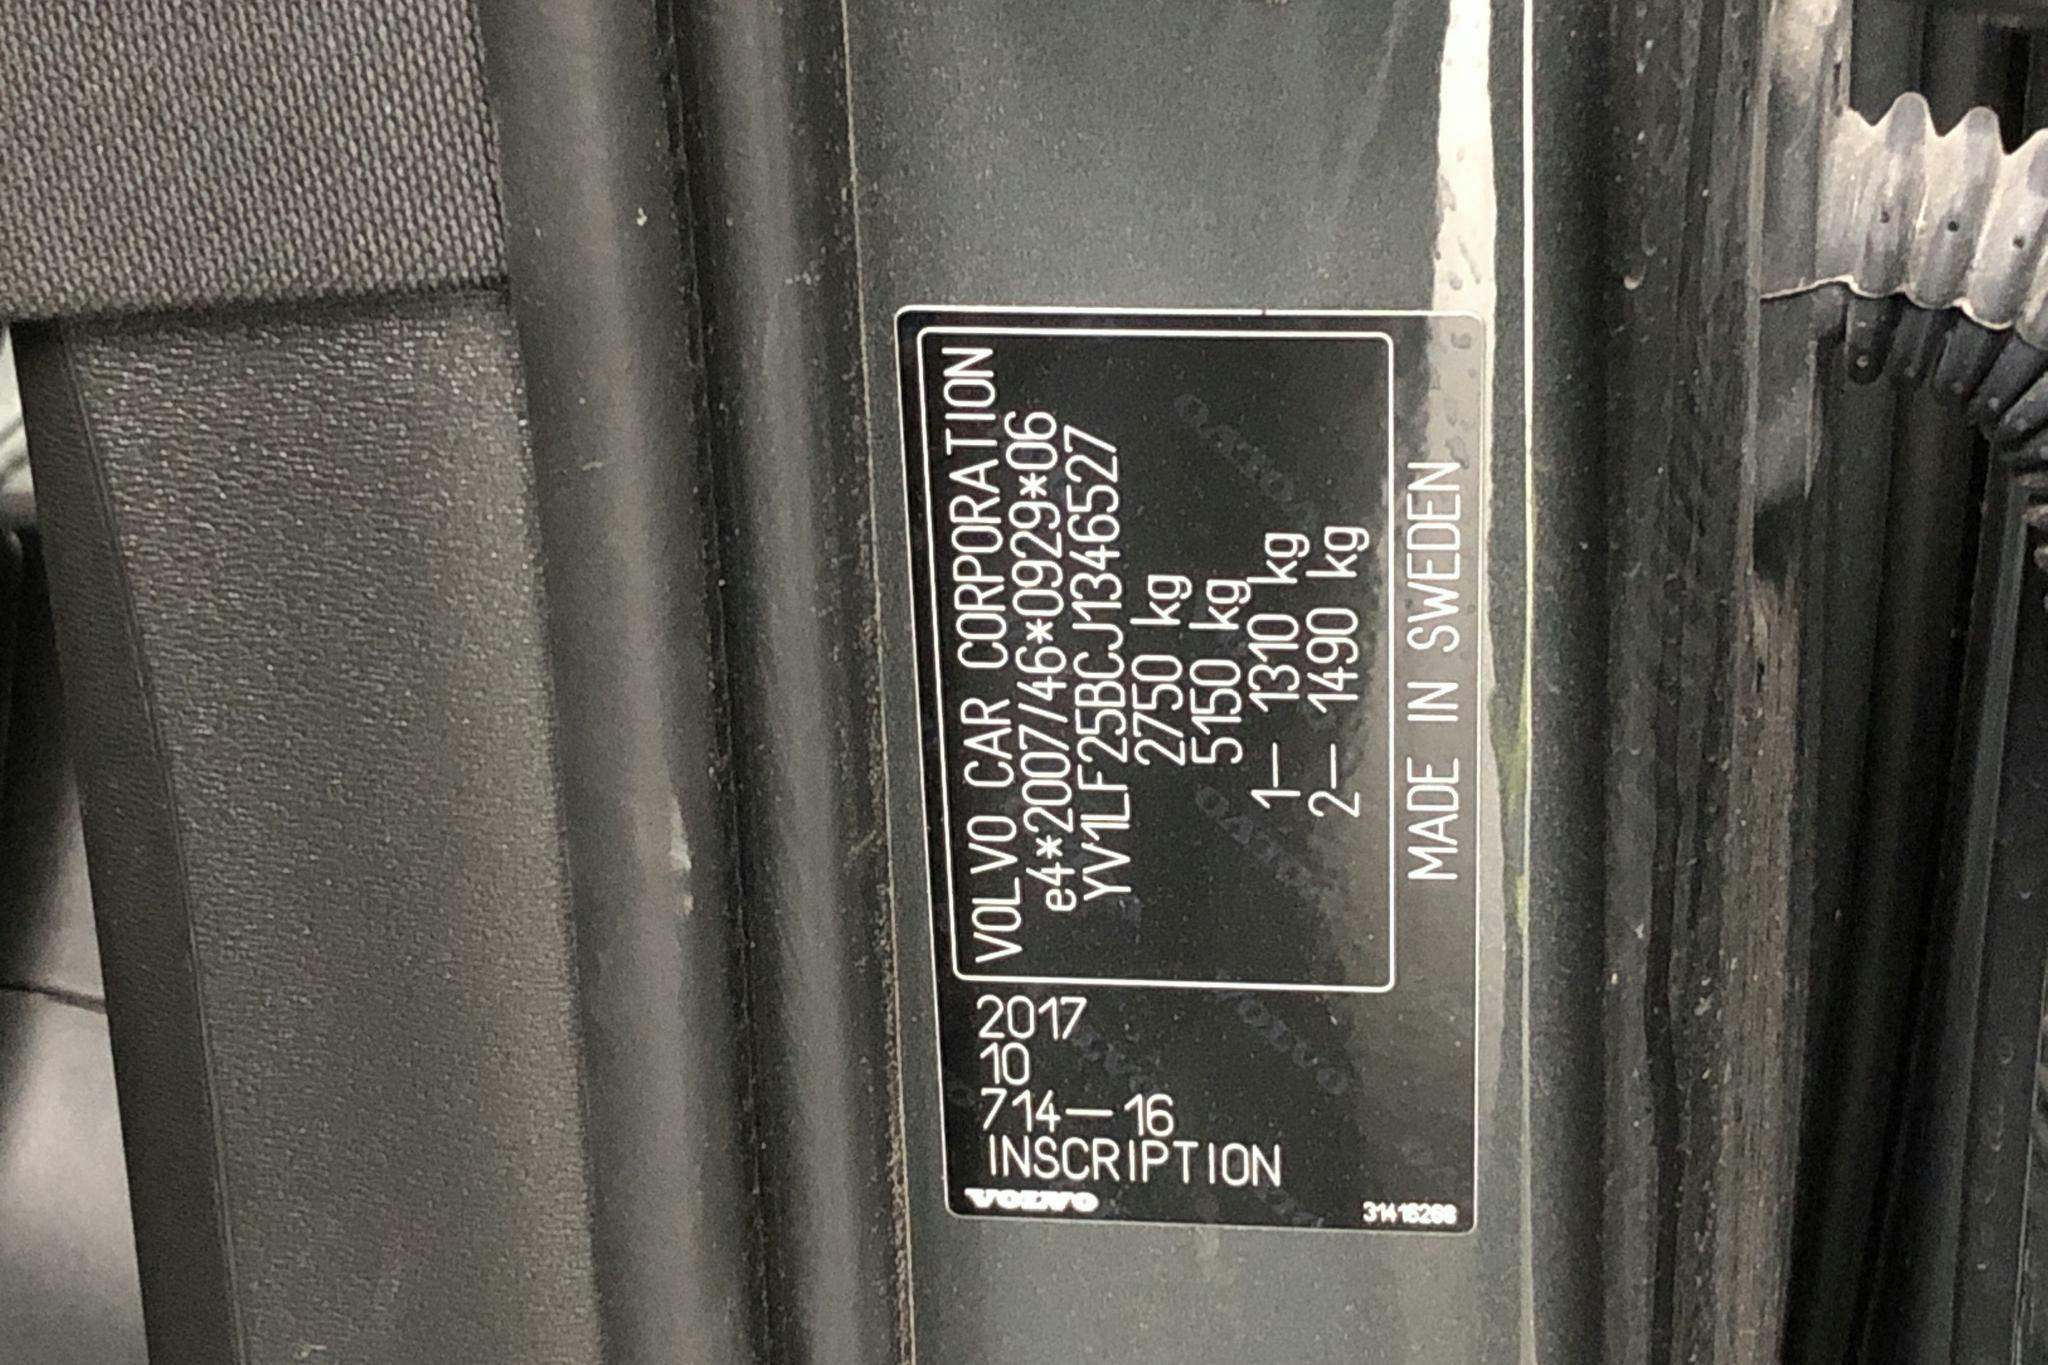 VOLVO CAR CORPORATION
e4*2007/46*0929*06
YV1LF25BCJ1346527
2750 kg
5150 kg
1– 1310 kg
2– 1490 kg
MADE IN SWEDEN
2017
10
714–16
INSCRIPTION
VOLVO